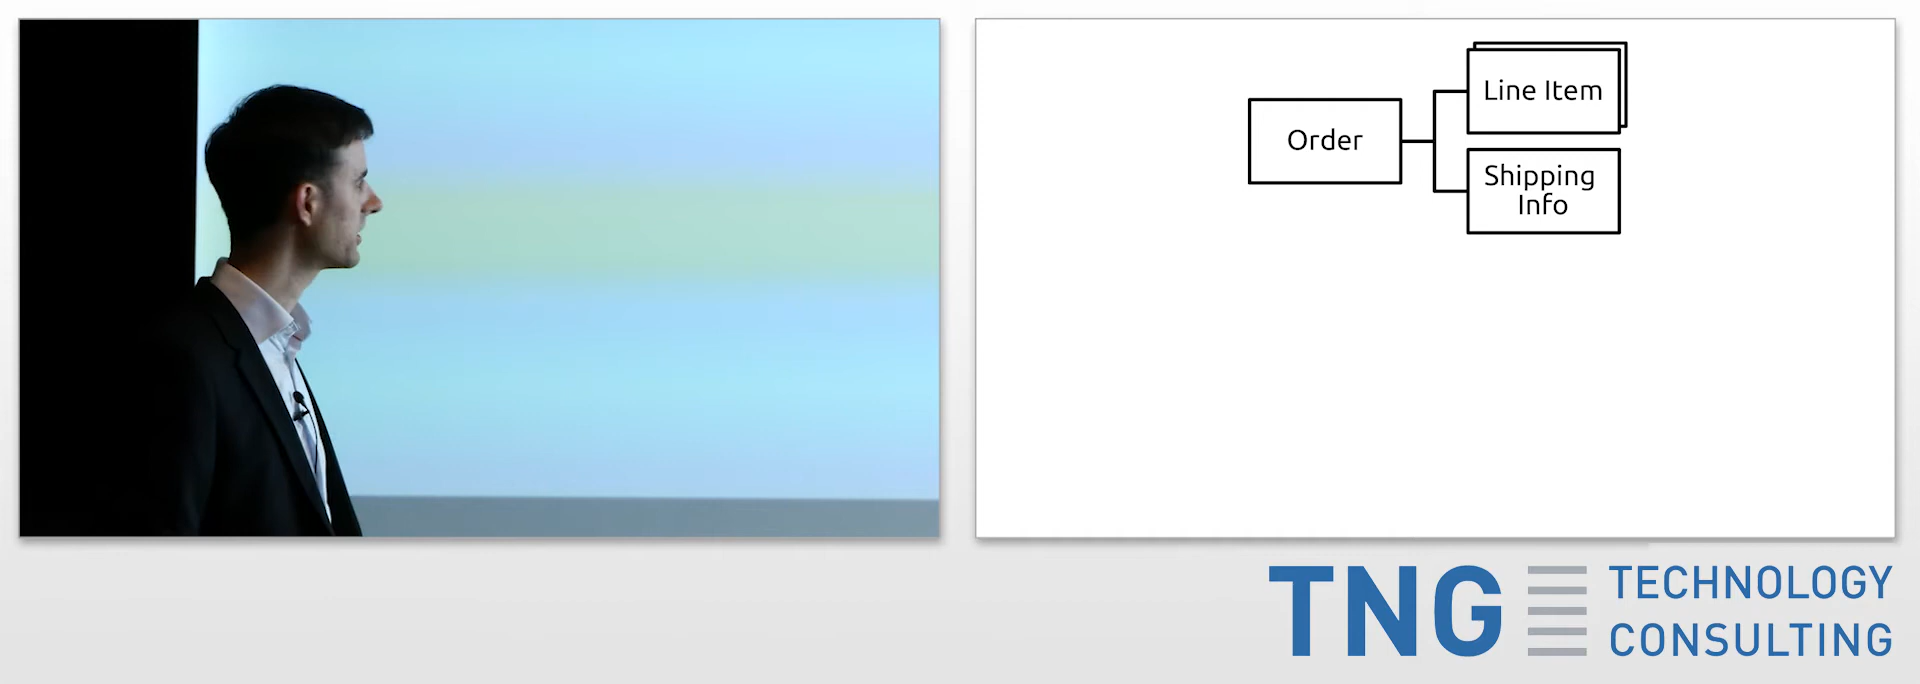 Line Item
Order
Shipping
Info
TNG TECHNOLOGY
CONSULTING